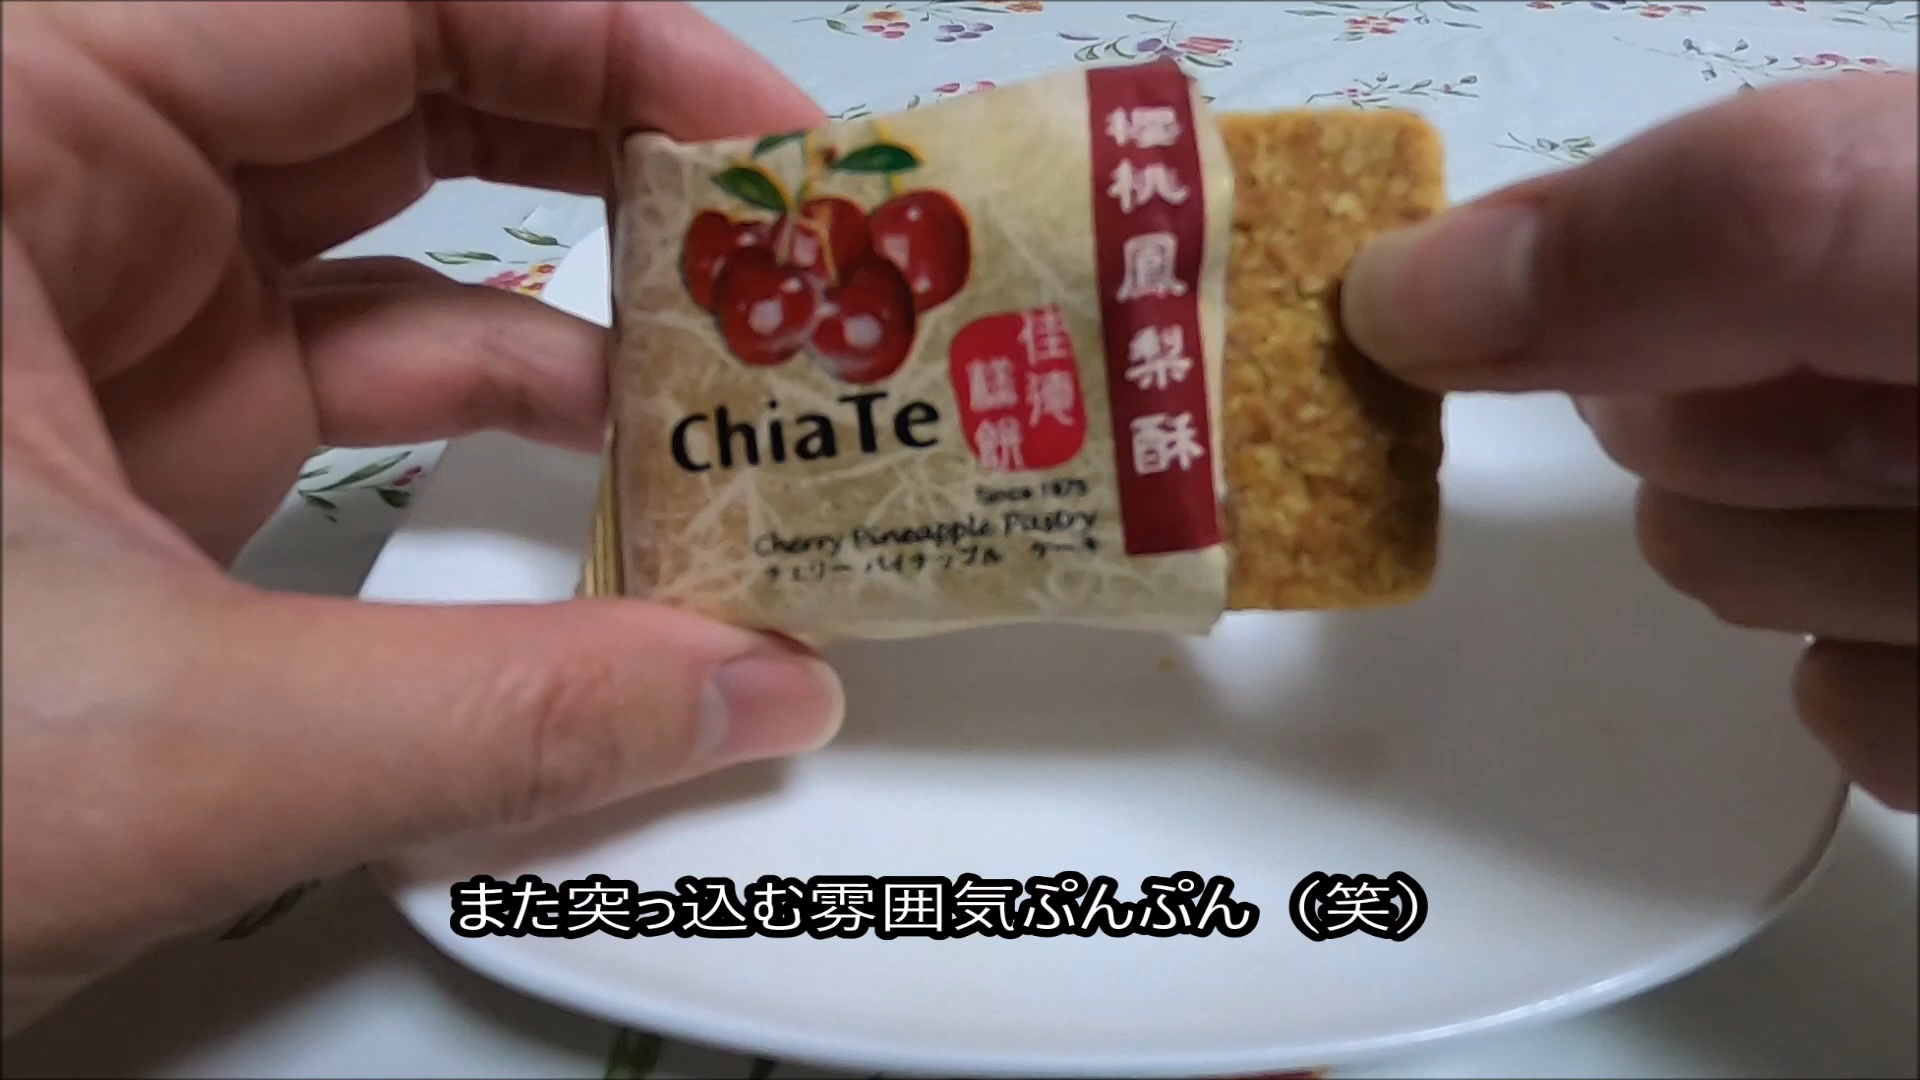 櫻桃鳳梨酥
佳德
糕餅
ChiaTe
Since 1975
Cherry Pineapple Pastry
チェリー パイナップル ケーキ
また突っ込む雰囲気ぷんぷん（笑）